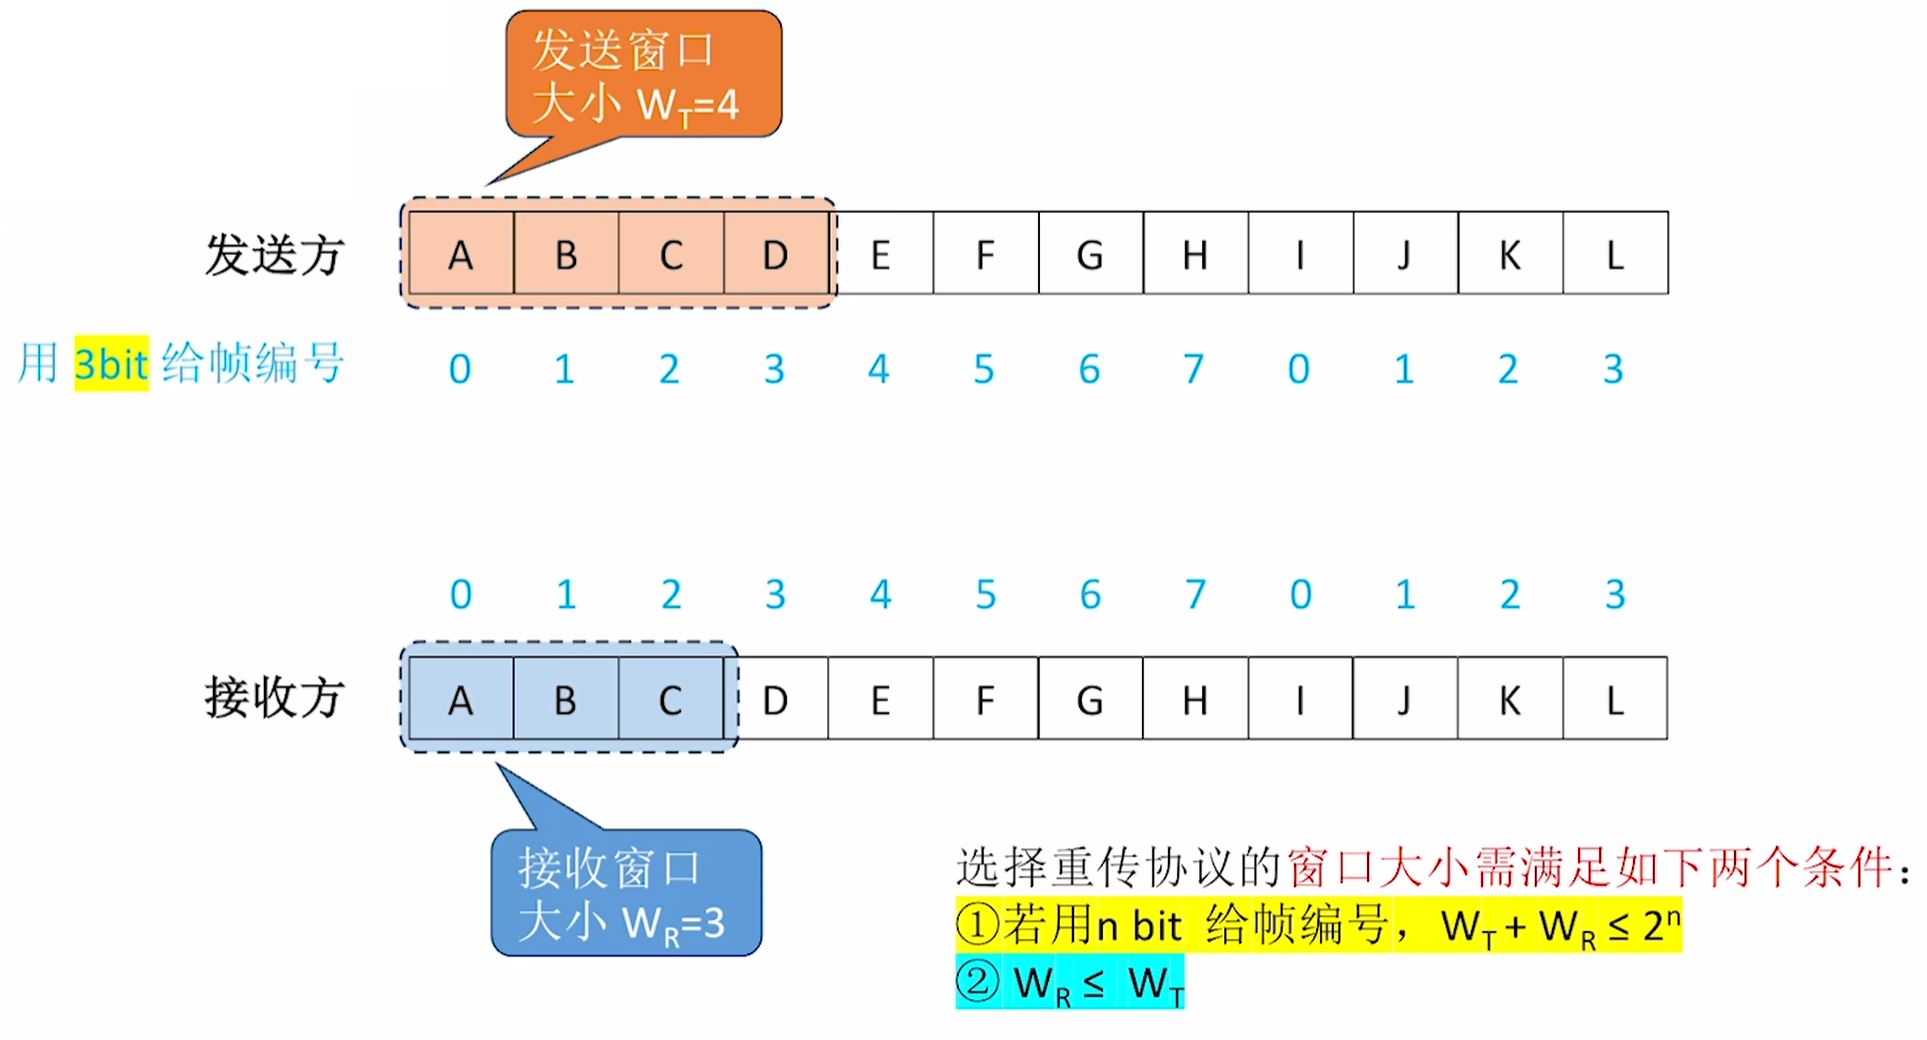 发送窗口
大小 W_T=4
发送方
A B C D E F G H I J K L
用 3bit 给帧编号
0 1 2 3 4 5 6 7 0 1 2 3
0 1 2 3 4 5 6 7 0 1 2 3
接收方
A B C D E F G H I J K L
接收窗口
大小 W_R=3
选择重传协议的窗口大小需满足如下两个条件：
①若用n bit 给帧编号，W_T + W_R ≤ 2ⁿ
② W_R ≤ W_T